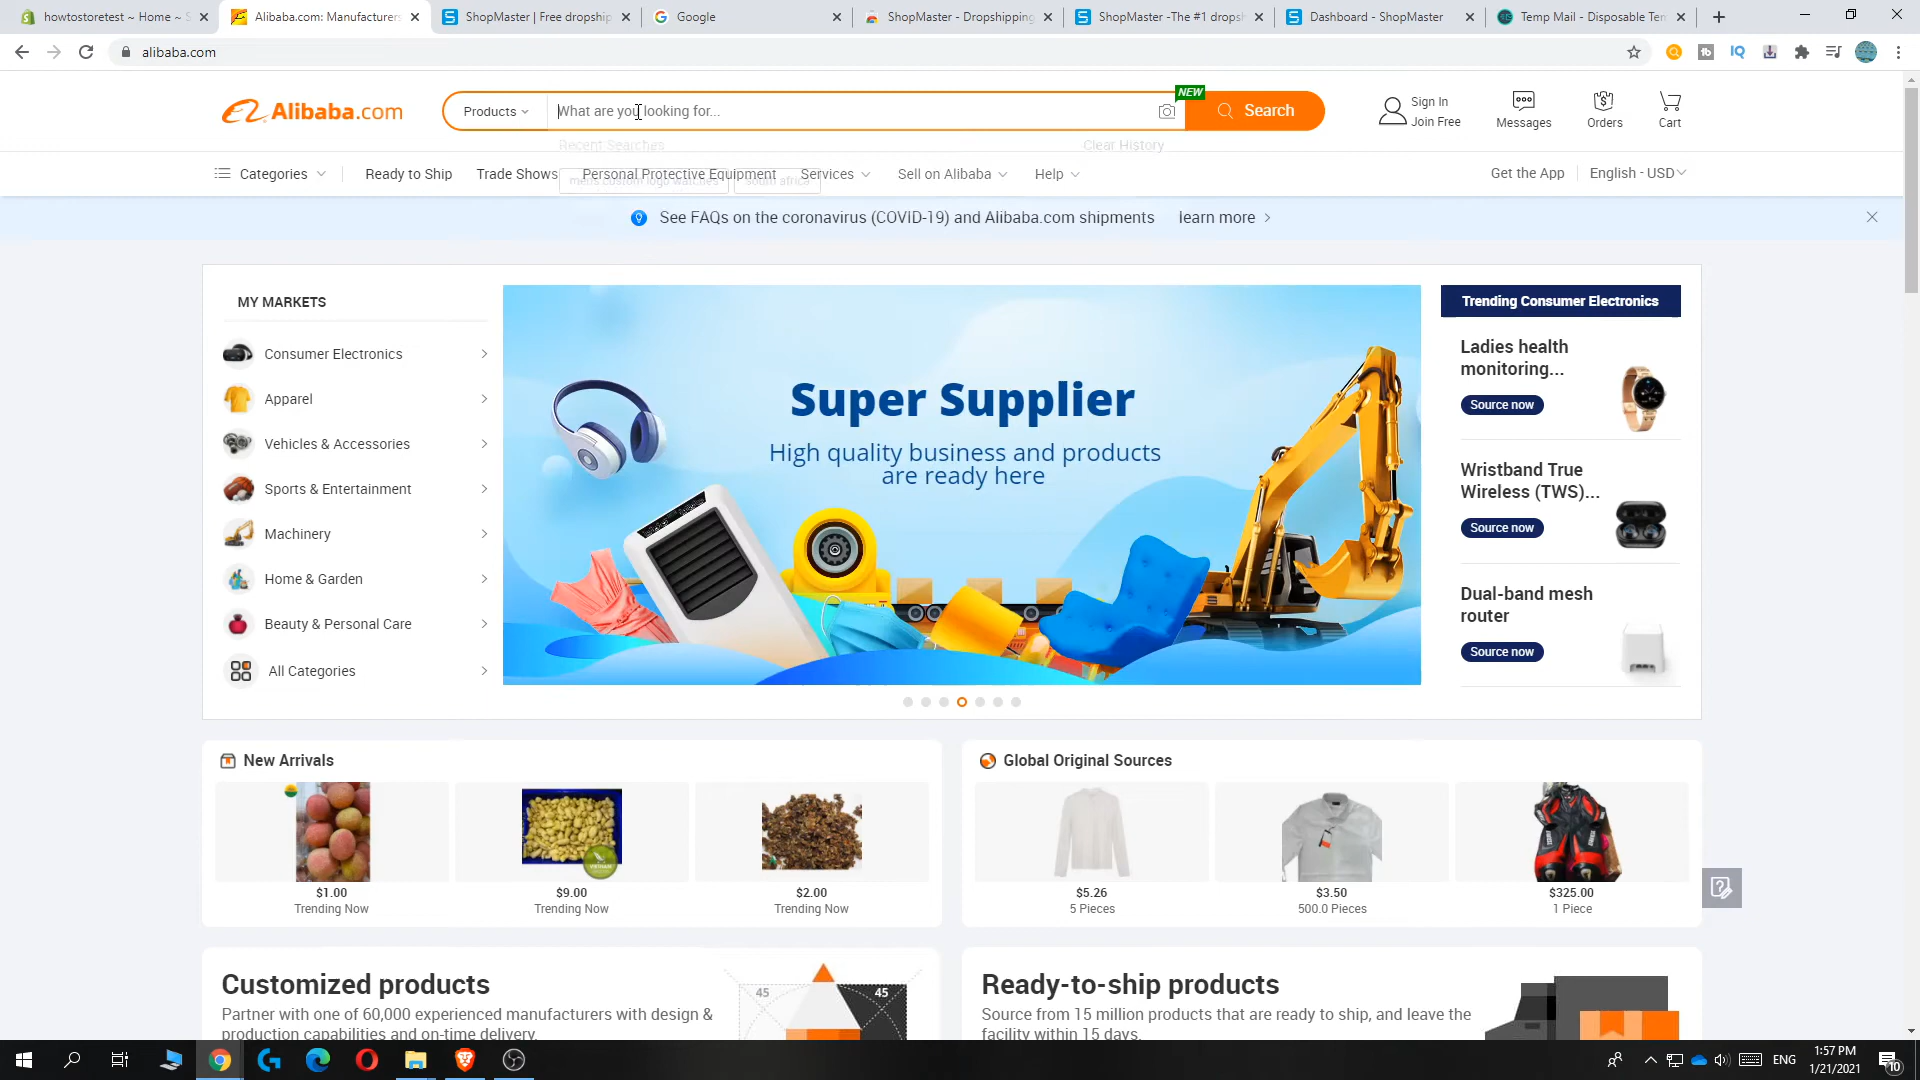 howtostoretest ~ Home ~ S
Alibaba.com: Manufacturers
ShopMaster | Free dropship
Google
ShopMaster - Dropshipping
ShopMaster -The #1 drops
Dashboard - ShopMaster
Temp Mail - Disposable Te
alibaba.com
Alibaba.com
Products
What are you looking for...
NEW
Search
Sign In
Join Free
Messages
Orders
Cart
Recent Searches
Clear History
Categories
Ready to Ship
Trade Shows
Personal Protective Equipment
Services
Sell on Alibaba
Help
Get the App
English - USD
mens custom logo watches
south africa
See FAQs on the coronavirus (COVID-19) and Alibaba.com shipments learn more
MY MARKETS
Consumer Electronics
Apparel
Vehicles & Accessories
Sports & Entertainment
Machinery
Home & Garden
Beauty & Personal Care
All Categories
Super Supplier
High quality business and products
are ready here
Trending Consumer Electronics
Ladies health
monitoring...
Source now
Wristband True
Wireless (TWS)...
Source now
Dual-band mesh
router
Source now
New Arrivals
$1.00
Trending Now
$9.00
Trending Now
$2.00
Trending Now
Global Original Sources
$5.26
5 Pieces
$3.50
500.0 Pieces
$325.00
1 Piece
Customized products
Partner with one of 60,000 experienced manufacturers with design &
production capabilities and on-time delivery.
45
45
Ready-to-ship products
Source from 15 million products that are ready to ship, and leave the
facility within 15 days.
ENG
1:57 PM
1/21/2021
10